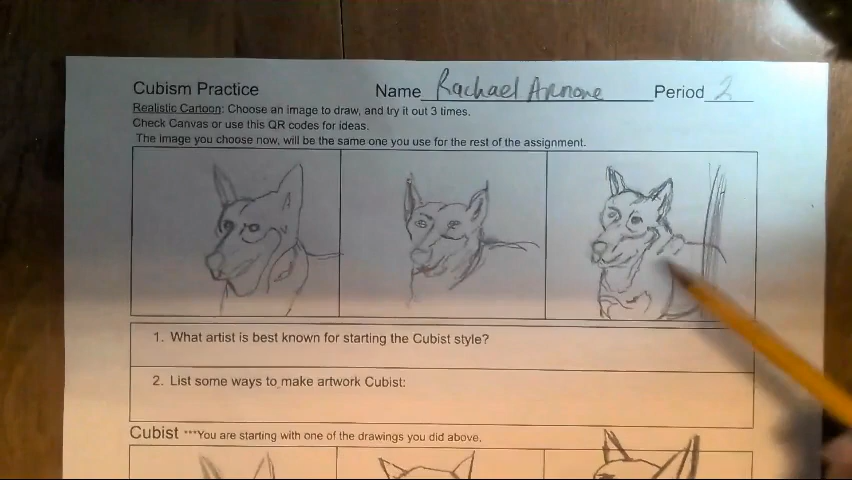 Cubism Practice Name Rachael Arnone Period 2
Realistic Cartoon: Choose an image to draw, and try it out 3 times.
Check Canvas or use this QR codes for ideas.
The image you choose now, will be the same one you use for the rest of the assignment.
1. What artist is best known for starting the Cubist style?
2. List some ways to make artwork Cubist:
Cubist ***You are starting with one of the drawings you did above.